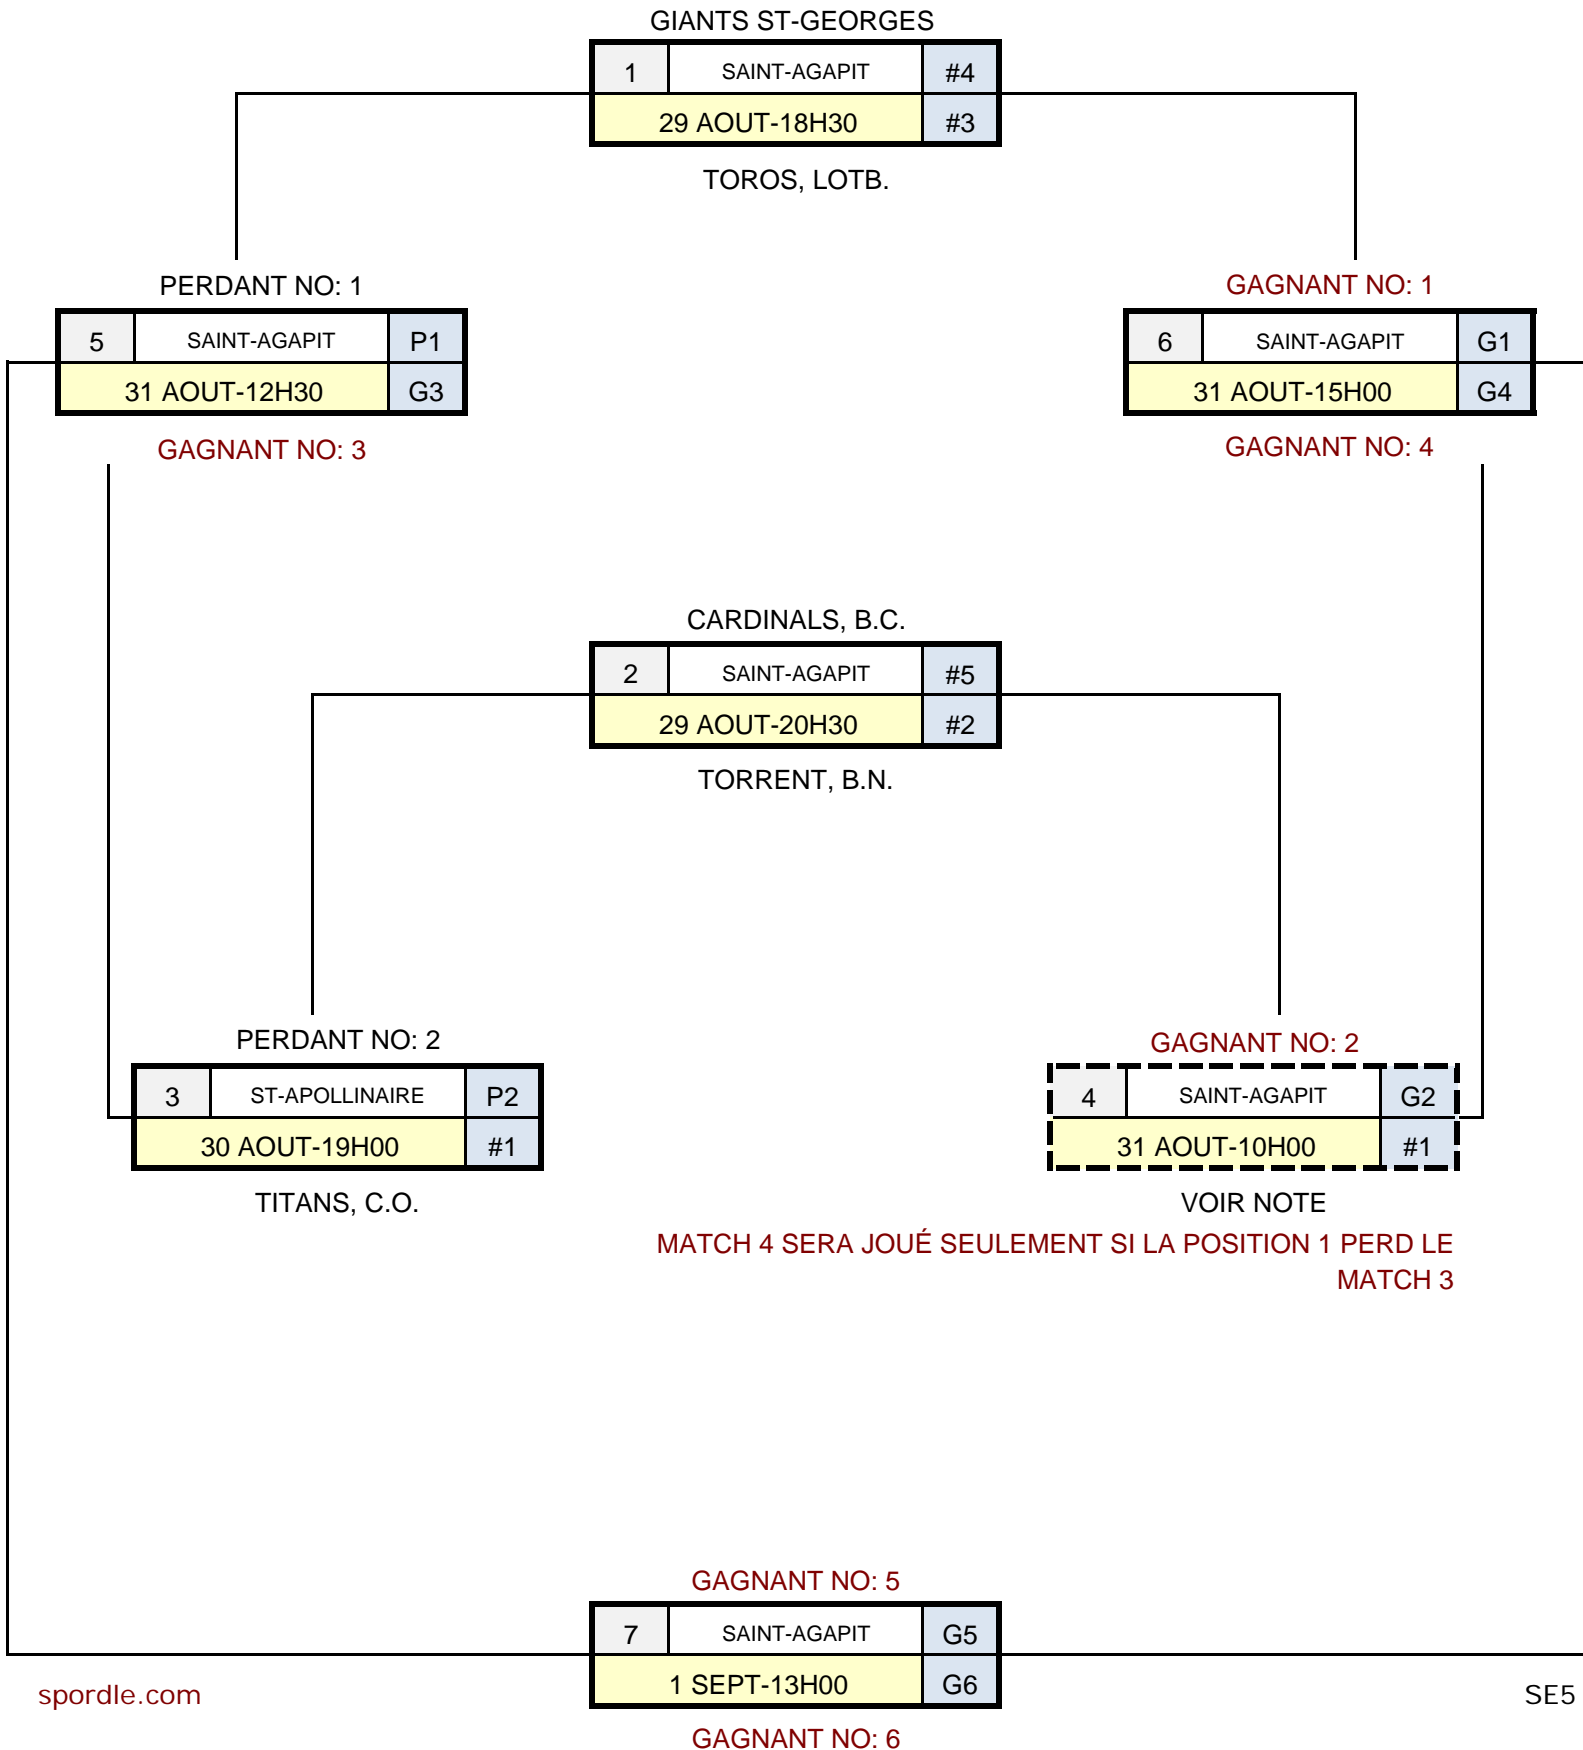 GIANTS ST-GEORGES
1 SAINT-AGAPIT #4
29 AOUT-18H30 #3
TOROS, LOTB.
PERDANT NO: 1
5 SAINT-AGAPIT P1
31 AOUT-12H30 G3
GAGNANT NO: 3
GAGNANT NO: 1
6 SAINT-AGAPIT G1
31 AOUT-15H00 G4
GAGNANT NO: 4
CARDINALS, B.C.
2 SAINT-AGAPIT #5
29 AOUT-20H30 #2
TORRENT, B.N.
PERDANT NO: 2
3 ST-APOLLINAIRE P2
30 AOUT-19H00 #1
TITANS, C.O.
GAGNANT NO: 2
4 SAINT-AGAPIT G2
31 AOUT-10H00 #1
VOIR NOTE
MATCH 4 SERA JOUÉ SEULEMENT SI LA POSITION 1 PERD LE
MATCH 3
GAGNANT NO: 5
7 SAINT-AGAPIT G5
1 SEPT-13H00 G6
GAGNANT NO: 6
spordle.com
SE5